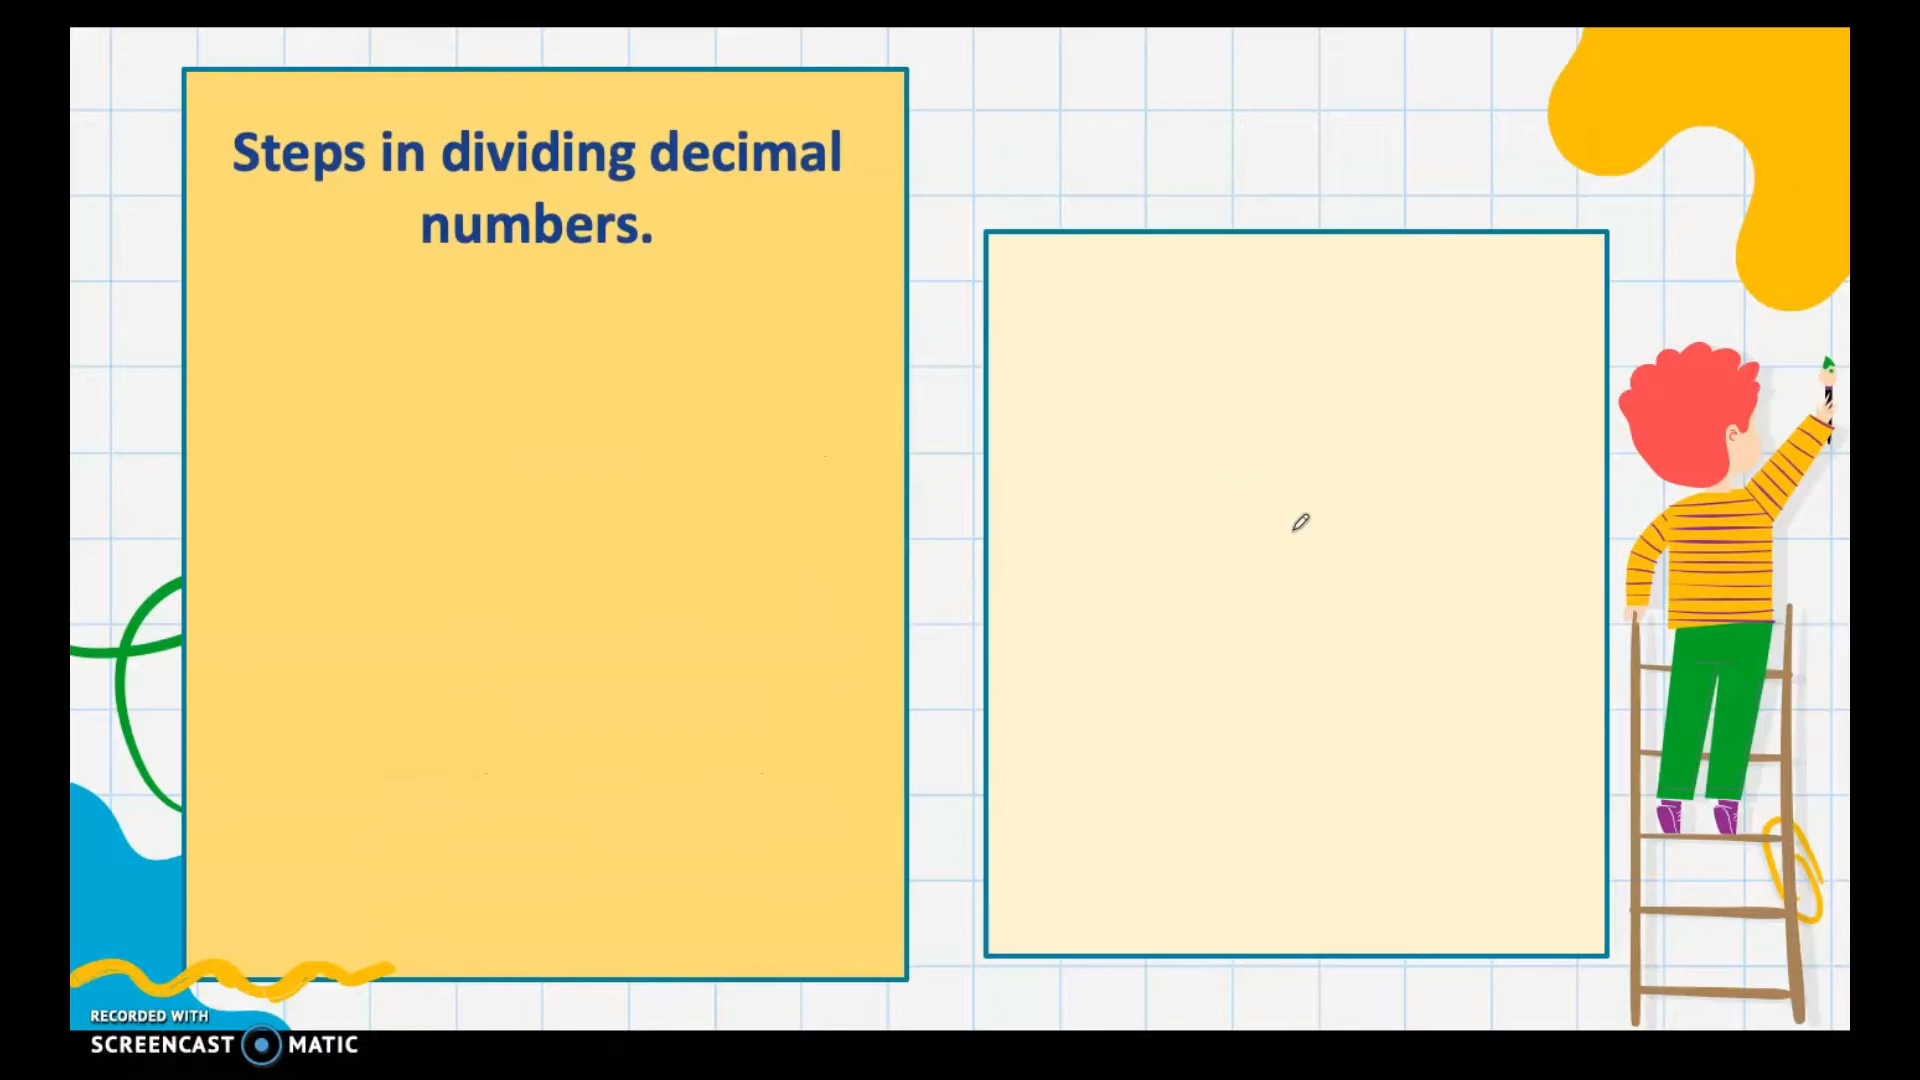 Steps in dividing decimal
numbers.
RECORDED WITH
SCREENCAST MATIC